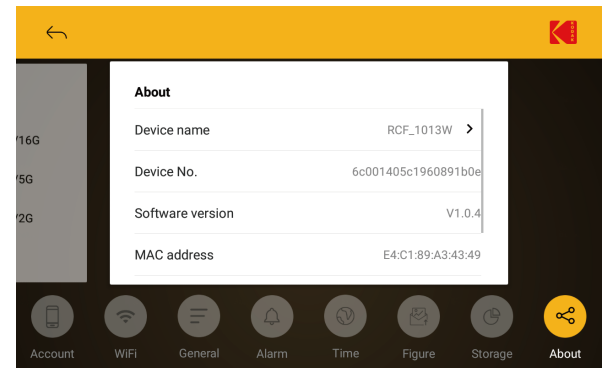 KODAK
About
Device name RCF_1013W
Device No. 6c001405c1960891b0e
Software version V1.0.4
MAC address E4:C1:89:A3:43:49
/16G
/5G
/2G
Account WiFi General Alarm Time Figure Storage About